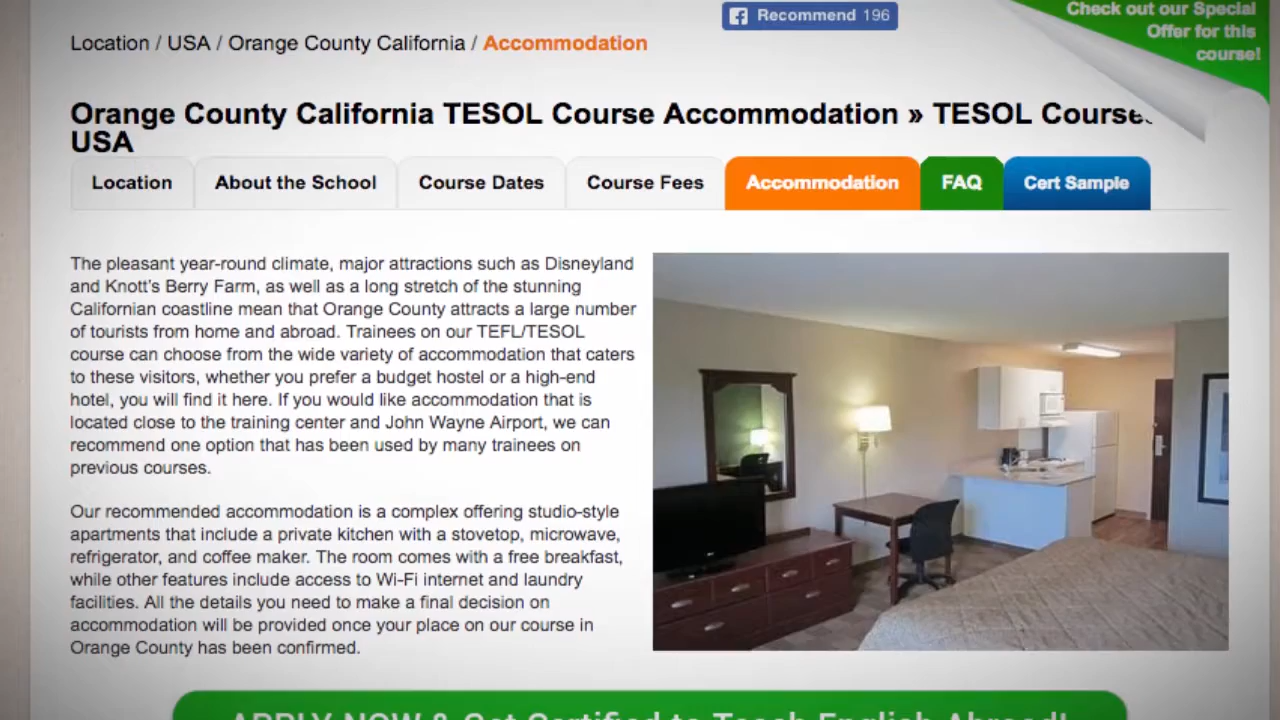 Recommend 196
Check out our Special
Offer for this
course!
Location / USA / Orange County California / Accommodation
Orange County California TESOL Course Accommodation » TESOL Courses
USA
Location
About the School
Course Dates
Course Fees
Accommodation
FAQ
Cert Sample
The pleasant year-round climate, major attractions such as Disneyland
and Knott's Berry Farm, as well as a long stretch of the stunning
Californian coastline mean that Orange County attracts a large number
of tourists from home and abroad. Trainees on our TEFL/TESOL
course can choose from the wide variety of accommodation that caters
to these visitors, whether you prefer a budget hostel or a high-end
hotel, you will find it here. If you would like accommodation that is
located close to the training center and John Wayne Airport, we can
recommend one option that has been used by many trainees on
previous courses.
Our recommended accommodation is a complex offering studio-style
apartments that include a private kitchen with a stovetop, microwave,
refrigerator, and coffee maker. The room comes with a free breakfast,
while other features include access to Wi-Fi internet and laundry
facilities. All the details you need to make a final decision on
accommodation will be provided once your place on our course in
Orange County has been confirmed.
APPLY NOW & Get Certified to Teach English Abroad!